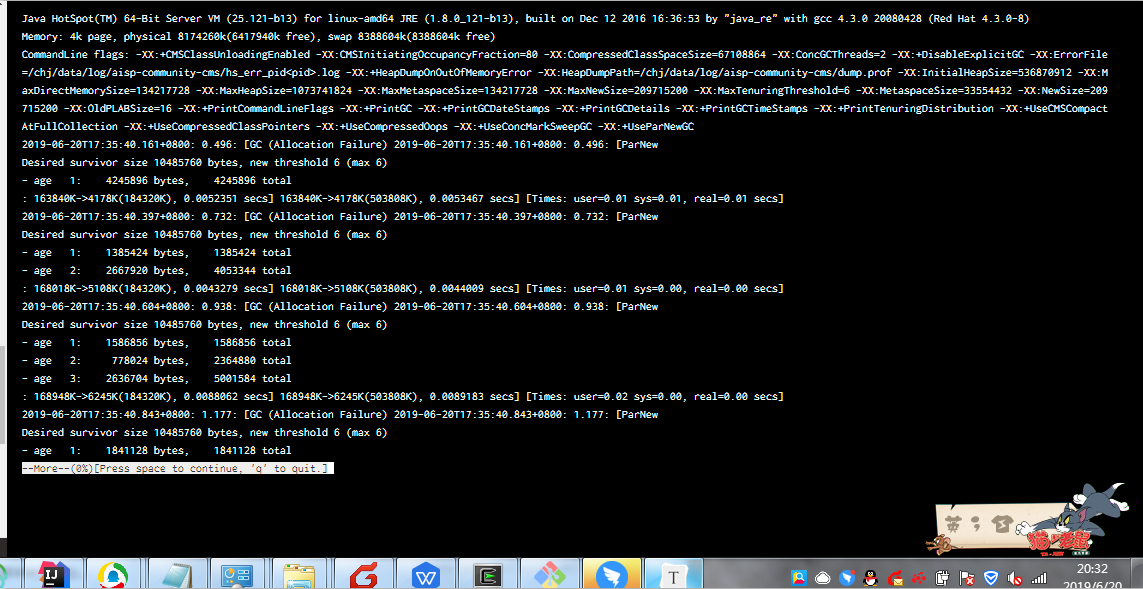 Java HotSpot(TM) 64-Bit Server VM (25.121-b13) for linux-amd64 JRE (1.8.0_121-b13), built on Dec 12 2016 16:36:53 by "java_re" with gcc 4.3.0 20080428 (Red Hat 4.3.0-8)
Memory: 4k page, physical 8174260k(6417940k free), swap 8388604k(8388604k free)
CommandLine flags: -XX:+CMSClassUnloadingEnabled -XX:CMSInitiatingOccupancyFraction=80 -XX:CompressedClassSpaceSize=67108864 -XX:ConcGCThreads=2 -XX:+DisableExplicitGC -XX:ErrorFile
=/chj/data/log/aisp-community-cms/hs_err_pid<pid>.log -XX:+HeapDumpOnOutOfMemoryError -XX:HeapDumpPath=/chj/data/log/aisp-community-cms/dump.prof -XX:InitialHeapSize=536870912 -XX:M
axDirectMemorySize=134217728 -XX:MaxHeapSize=1073741824 -XX:MaxMetaspaceSize=134217728 -XX:MaxNewSize=209715200 -XX:MaxTenuringThreshold=6 -XX:MetaspaceSize=33554432 -XX:NewSize=209
715200 -XX:OldPLABSize=16 -XX:+PrintCommandLineFlags -XX:+PrintGC -XX:+PrintGCDateStamps -XX:+PrintGCDetails -XX:+PrintGCTimeStamps -XX:+PrintTenuringDistribution -XX:+UseCMSCompact
AtFullCollection -XX:+UseCompressedClassPointers -XX:+UseCompressedOops -XX:+UseConcMarkSweepGC -XX:+UseParNewGC
2019-06-20T17:35:40.161+0800: 0.496: [GC (Allocation Failure) 2019-06-20T17:35:40.161+0800: 0.496: [ParNew
Desired survivor size 10485760 bytes, new threshold 6 (max 6)
- age   1:    4245896 bytes,    4245896 total
: 163840K->4178K(184320K), 0.0052351 secs] 163840K->4178K(503808K), 0.0053467 secs] [Times: user=0.01 sys=0.01, real=0.01 secs]
2019-06-20T17:35:40.397+0800: 0.732: [GC (Allocation Failure) 2019-06-20T17:35:40.397+0800: 0.732: [ParNew
Desired survivor size 10485760 bytes, new threshold 6 (max 6)
- age   1:    1385424 bytes,    1385424 total
- age   2:    2667920 bytes,    4053344 total
: 168018K->5108K(184320K), 0.0043279 secs] 168018K->5108K(503808K), 0.0044009 secs] [Times: user=0.01 sys=0.00, real=0.00 secs]
2019-06-20T17:35:40.604+0800: 0.938: [GC (Allocation Failure) 2019-06-20T17:35:40.604+0800: 0.938: [ParNew
Desired survivor size 10485760 bytes, new threshold 6 (max 6)
- age   1:    1586856 bytes,    1586856 total
- age   2:     778024 bytes,    2364880 total
- age   3:    2636704 bytes,    5001584 total
: 168948K->6245K(184320K), 0.0088062 secs] 168948K->6245K(503808K), 0.0089183 secs] [Times: user=0.02 sys=0.00, real=0.00 secs]
2019-06-20T17:35:40.843+0800: 1.177: [GC (Allocation Failure) 2019-06-20T17:35:40.843+0800: 1.177: [ParNew
Desired survivor size 10485760 bytes, new threshold 6 (max 6)
- age   1:    1841128 bytes,    1841128 total
--More--(0%)[Press space to continue, 'q' to quit.]
英 ;
猫和老鼠
IJ
W
T
20:32
2019/6/20